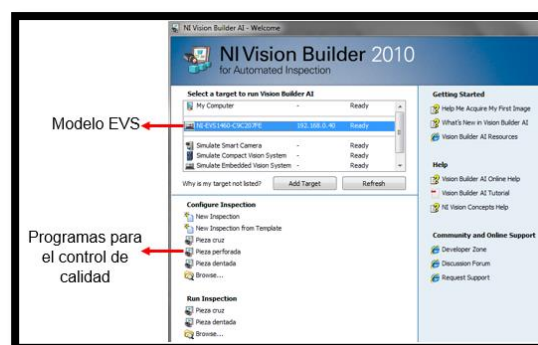 NI Vision Builder AI - Welcome
NI Vision Builder 2010
for Automated Inspection
Select a target to run Vision Builder AI
My Computer - Ready
NI-EVS1460-C9C207PE 192.168.0.40 Ready
Simulate Smart Camera - Ready
Simulate Compact Vision System - Ready
Simulate Embedded Vision System - Ready
Why is my target not listed? Add Target Refresh
Configure Inspection
New Inspection
New Inspection from Template
Pieza cruz
Pieza perforada
Pieza dentada
Browse...
Run Inspection
Pieza cruz
Pieza dentada
Browse...
Getting Started
Help Me Acquire My First Image
What's New in Vision Builder AI
Vision Builder AI Resources
Help
Vision Builder AI Online Help
Vision Builder AI Tutorial
NI Vision Concepts Help
Community and Online Support
Developer Zone
Discussion Forum
Request Support
Modelo EVS
Programas para
el control de
calidad